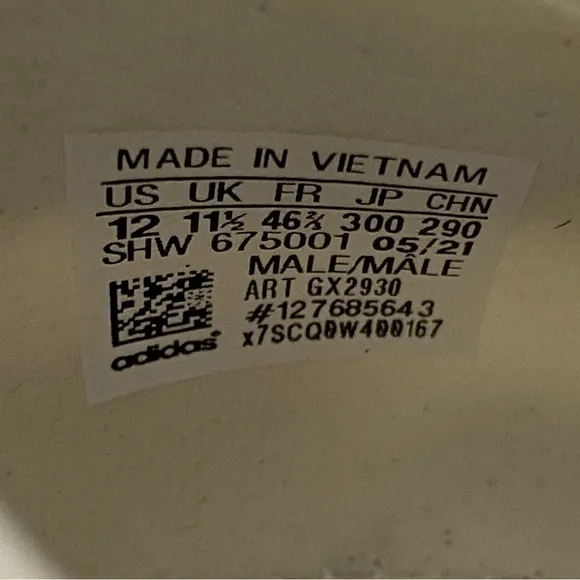 MADE IN VIETNAM
US UK FR JP CHN
12 11½ 46⅔ 300 290
SHW 675001 05/21
MALE/MÂLE
ART GX2930
#127685643
x7SCQ0W400167
adidas